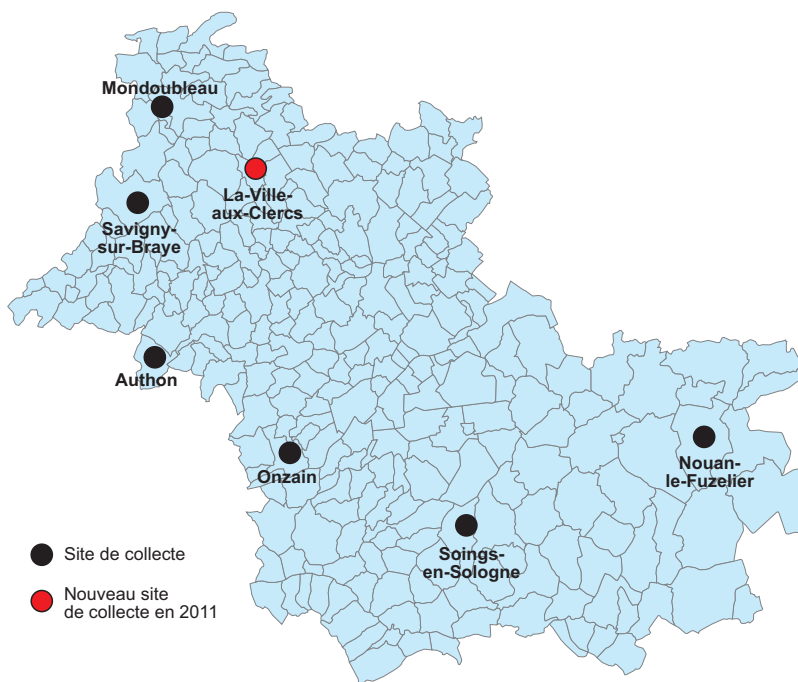 Mondoubleau
La-Ville-
aux-Clercs
Savigny-
sur-Braye
Authon
Onzain
Nouan-
le-Fuzelier
Soings-
en-Sologne
Site de collecte
Nouveau site
de collecte en 2011